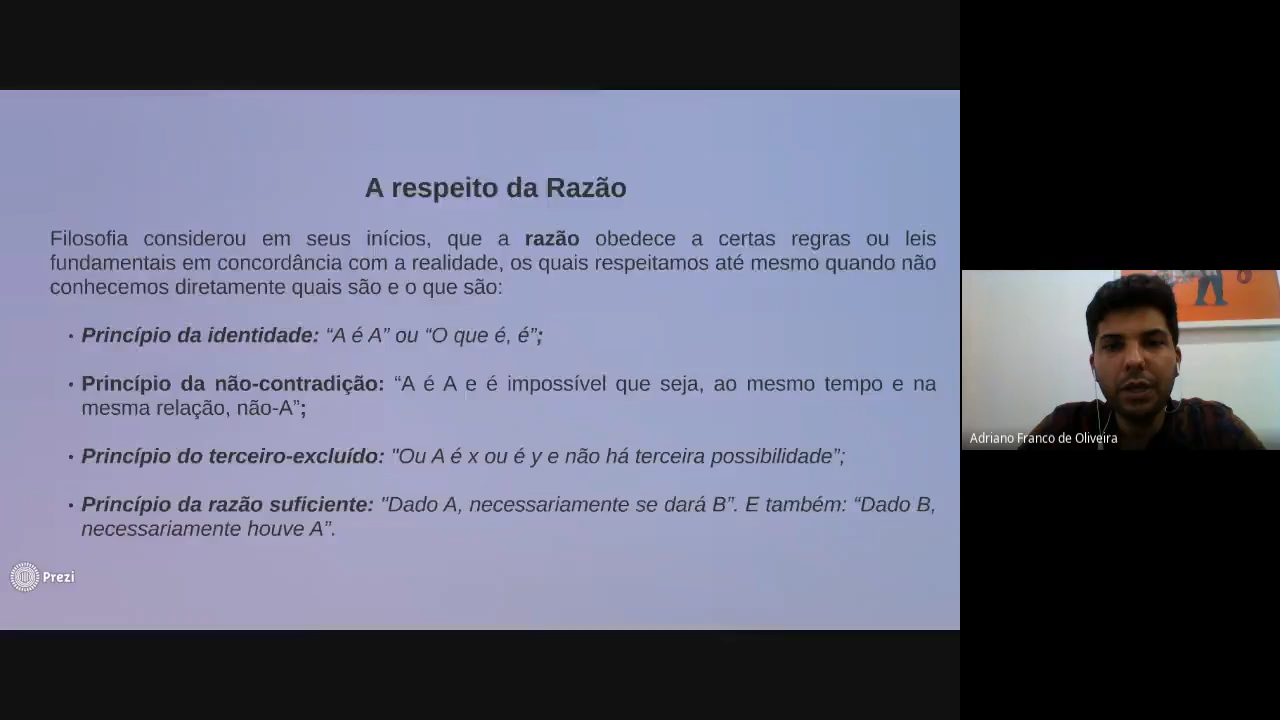 A respeito da Razão
Filosofia considerou em seus inícios, que a razão obedece a certas regras ou leis
fundamentais em concordância com a realidade, os quais respeitamos até mesmo quando não
conhecemos diretamente quais são e o que são:
• Princípio da identidade: “A é A” ou “O que é, é”;
• Princípio da não-contradição: “A é A e é impossível que seja, ao mesmo tempo e na
mesma relação, não-A”;
• Princípio do terceiro-excluído: "Ou A é x ou é y e não há terceira possibilidade”;
• Princípio da razão suficiente: "Dado A, necessariamente se dará B”. E também: “Dado B,
necessariamente houve A”.
Prezi
Adriano Franco de Oliveira